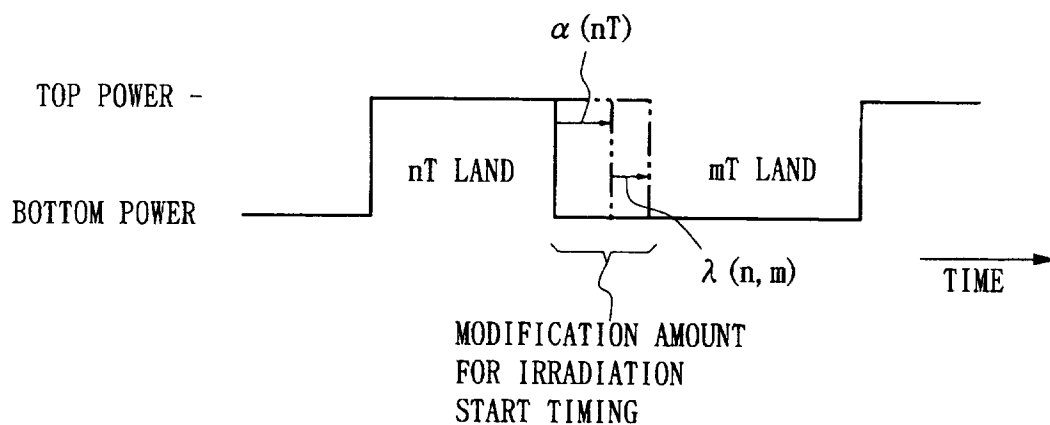 α (nT)
TOP POWER
nT LAND
mT LAND
BOTTOM POWER
λ (n, m)
TIME
MODIFICATION AMOUNT
FOR IRRADIATION
START TIMING